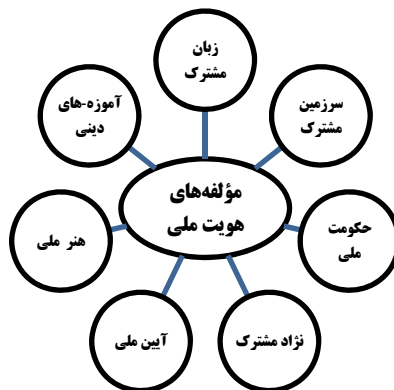 زبان
مشترک
سرزمین
مشترک
آموزه-های
دینی
مؤلفه‌های
هویت ملی
حکومت
ملی
هنر ملی
نژاد مشترک
آیین ملی